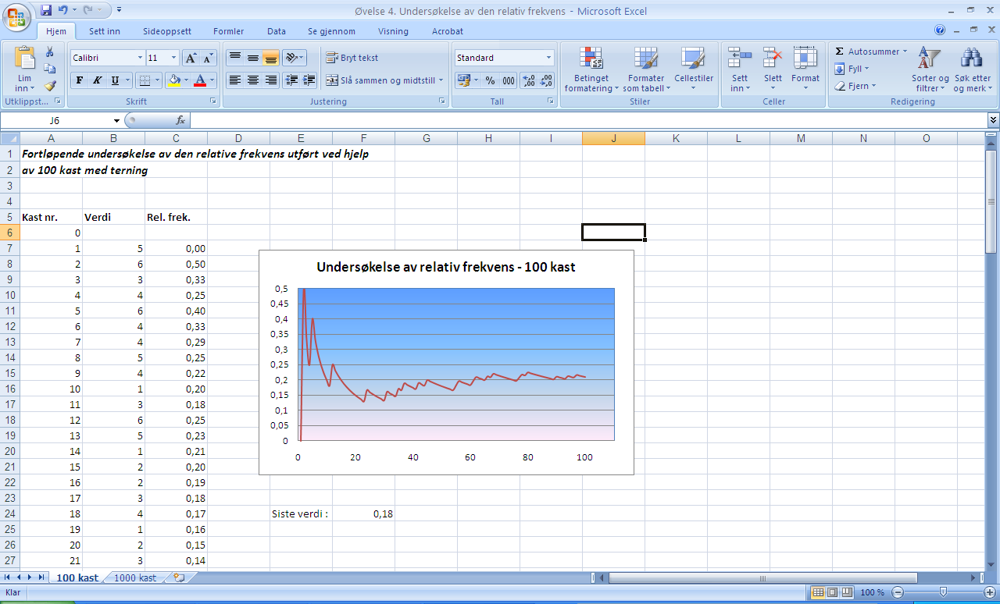 Øvelse 4. Undersøkelse av den relativ frekvens - Microsoft Excel
Hjem Sett inn Sideoppsett Formler Data Se gjennom Visning Acrobat
Lim inn
Utklippst...
Calibri 11
F K U
Skrift
Bryt tekst
Slå sammen og midtstill
Justering
Standard
% 000
Tall
Betinget formatering
Formater som tabell
Cellestiler
Stiler
Sett inn
Slett
Format
Celler
Σ Autosummer
Fyll
Fjern
Sorter og filtrer
Søk etter og merk
Redigering
J6 fx
A B C D E F G H I J K L M N O
1 Fortløpende undersøkelse av den relative frekvens utført ved hjelp
2 av 100 kast med terning
3
4
5 Kast nr. Verdi Rel. frek.
6 0
7 1 5 0,00
8 2 6 0,50
9 3 3 0,33
10 4 4 0,25
11 5 6 0,40
12 6 4 0,33
13 7 4 0,29
14 8 5 0,25
15 9 4 0,22
16 10 1 0,20
17 11 3 0,18
18 12 6 0,25
19 13 5 0,23
20 14 1 0,21
21 15 2 0,20
22 16 2 0,19
23 17 3 0,18
24 18 4 0,17 Siste verdi : 0,18
25 19 1 0,16
26 20 2 0,15
27 21 3 0,14
Undersøkelse av relativ frekvens - 100 kast
0,5
0,45
0,4
0,35
0,3
0,25
0,2
0,15
0,1
0,05
0
0 20 40 60 80 100
100 kast 1000 kast
Klar 100 %